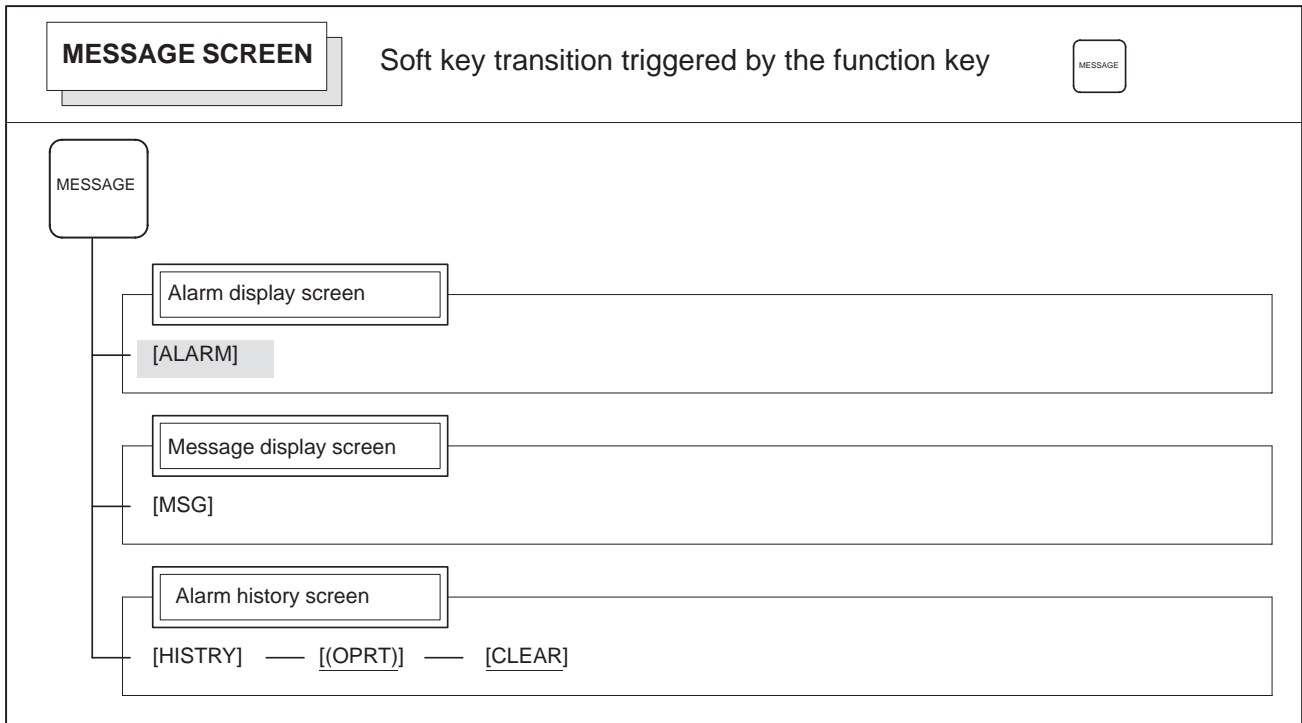 MESSAGE SCREEN
Soft key transition triggered by the function key
MESSAGE
MESSAGE
Alarm display screen
[ALARM]
Message display screen
[MSG]
Alarm history screen
[HISTRY] [(OPRT)] [CLEAR]